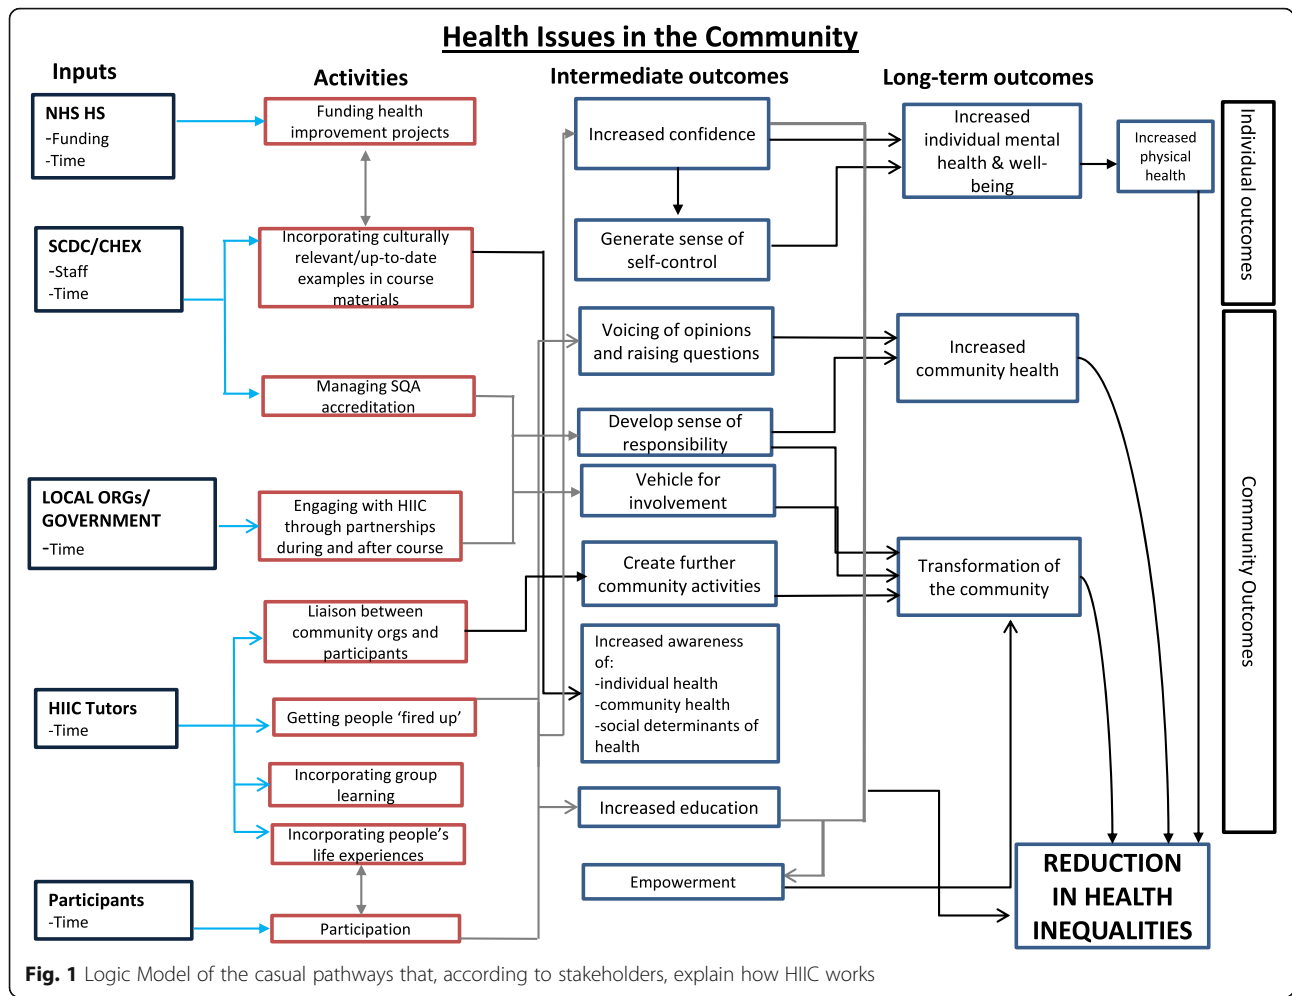 Health Issues in the Community
Inputs
Activities
Intermediate outcomes
Long-term outcomes
NHS HS
-Funding
-Time
SCDC/CHEX
-Staff
-Time
LOCAL ORGs/
GOVERNMENT
-Time
HIIC Tutors
-Time
Participants
-Time
Funding health
improvement projects
Incorporating culturally
relevant/up-to-date
examples in course
materials
Managing SQA
accreditation
Engaging with HIIC
through partnerships
during and after course
Liaison between
community orgs and
participants
Getting people ‘fired up’
Incorporating group
learning
Incorporating people’s
life experiences
Participation
Increased confidence
Generate sense of
self-control
Voicing of opinions
and raising questions
Develop sense of
responsibility
Vehicle for
involvement
Create further
community activities
Increased awareness
of:
-individual health
-community health
-social determinants of
health
Increased education
Empowerment
Increased
individual mental
health & well-
being
Increased
physical
health
Increased
community health
Transformation of
the community
REDUCTION
IN HEALTH
INEQUALITIES
Individual outcomes
Community Outcomes
Fig. 1 Logic Model of the casual pathways that, according to stakeholders, explain how HIIC works